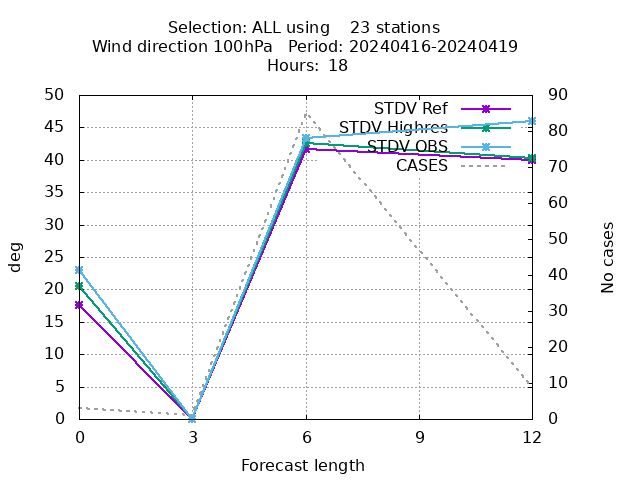 Selection: ALL using    23 stations
Wind direction 100hPa   Period: 20240416-20240419
Hours: 18
50
45
40
35
30
25
20
15
10
5
0
90
80
70
60
50
40
30
20
10
0
STDV Ref
STDV Highres
STDV OBS
CASES
deg
No cases
0 3 6 9 12
Forecast length